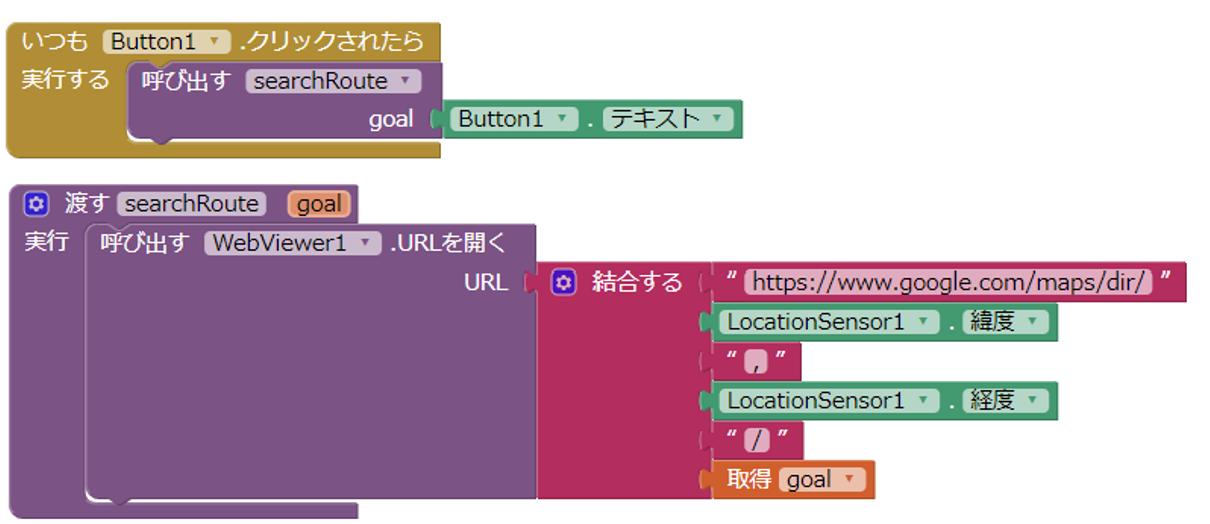 いつも Button1 .クリックされたら
実行する 呼び出す searchRoute
goal Button1 . テキスト
渡す searchRoute goal
実行 呼び出す WebViewer1 .URLを開く
URL 結合する “ https://www.google.com/maps/dir/ ”
LocationSensor1 . 緯度
“ , ”
LocationSensor1 . 経度
“ / ”
取得 goal